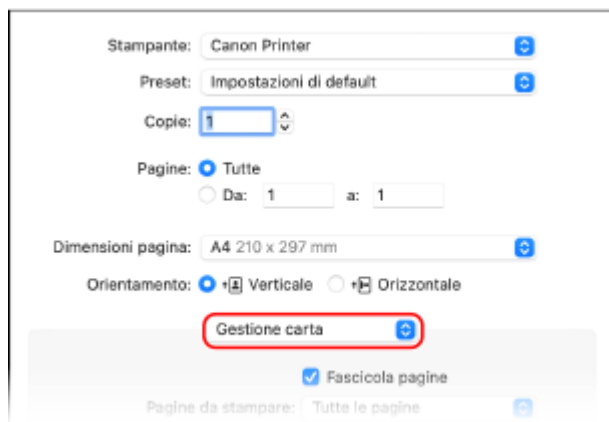 Stampante: Canon Printer
Preset: Impostazioni di default
Copie: 1
Pagine: Tutte
Da: 1 a: 1
Dimensioni pagina: A4 210 x 297 mm
Orientamento: Verticale Orizzontale
Gestione carta
Fascicola pagine
Pagine da stampare: Tutte le pagine